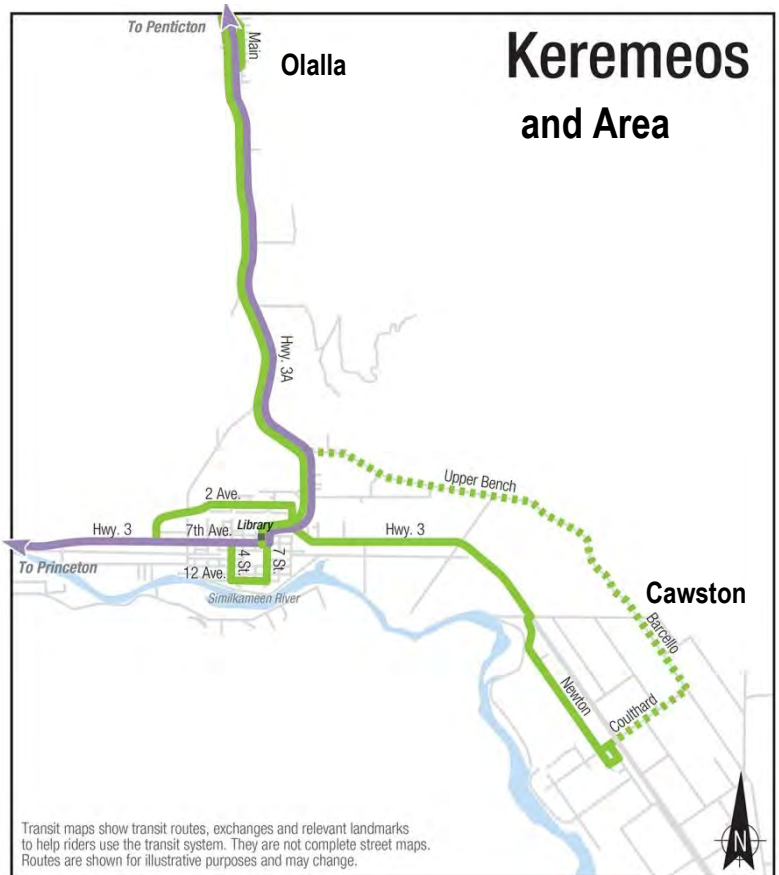 To Penticton
Main
Olalla
Keremeos
and Area
Hwy. 3A
Upper Bench
2 Ave.
Hwy. 3
7th Ave.
Library
Hwy. 3
To Princeton
4 St.
7 St.
12 Ave.
Similkameen River
Cawston
Barcello
Newton
Coulthard
Transit maps show transit routes, exchanges and relevant landmarks
to help riders use the transit system. They are not complete street maps.
Routes are shown for illustrative purposes and may change.
N